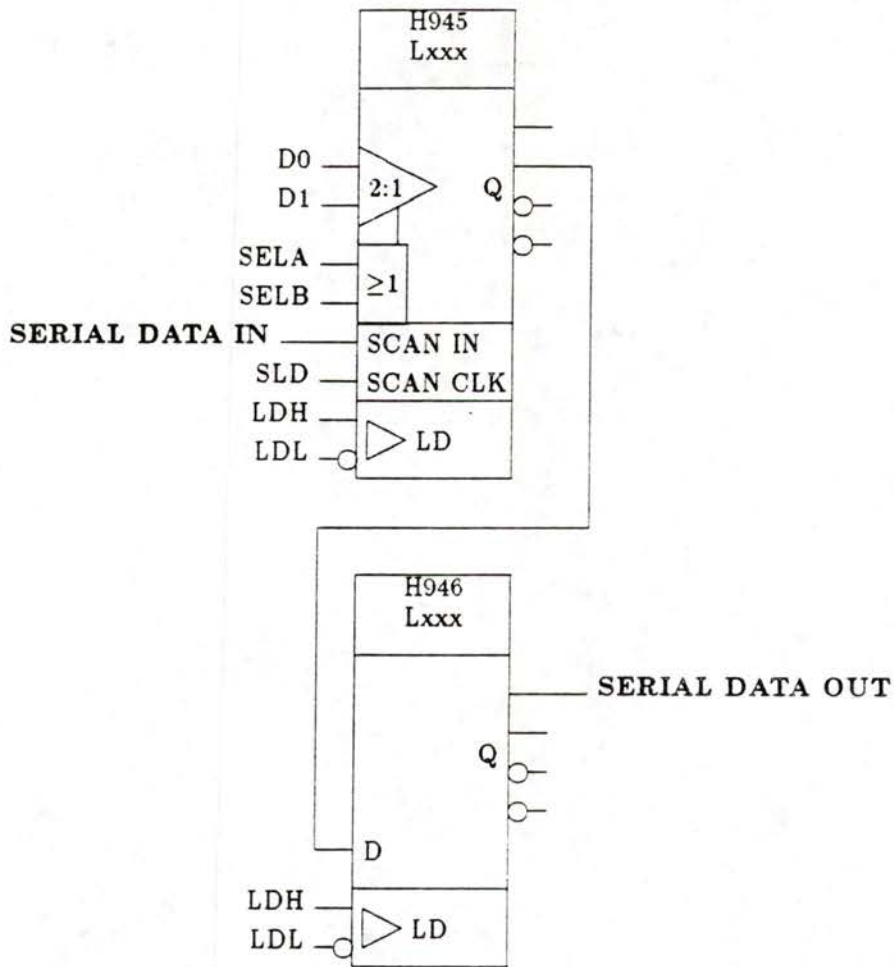 H945
Lxxx
D0
2:1
D1
Q
SELA
≥1
SELB
SERIAL DATA IN
SCAN IN
SLD
SCAN CLK
LDH
LD
LDL
H946
Lxxx
SERIAL DATA OUT
Q
D
LDH
LD
LDL